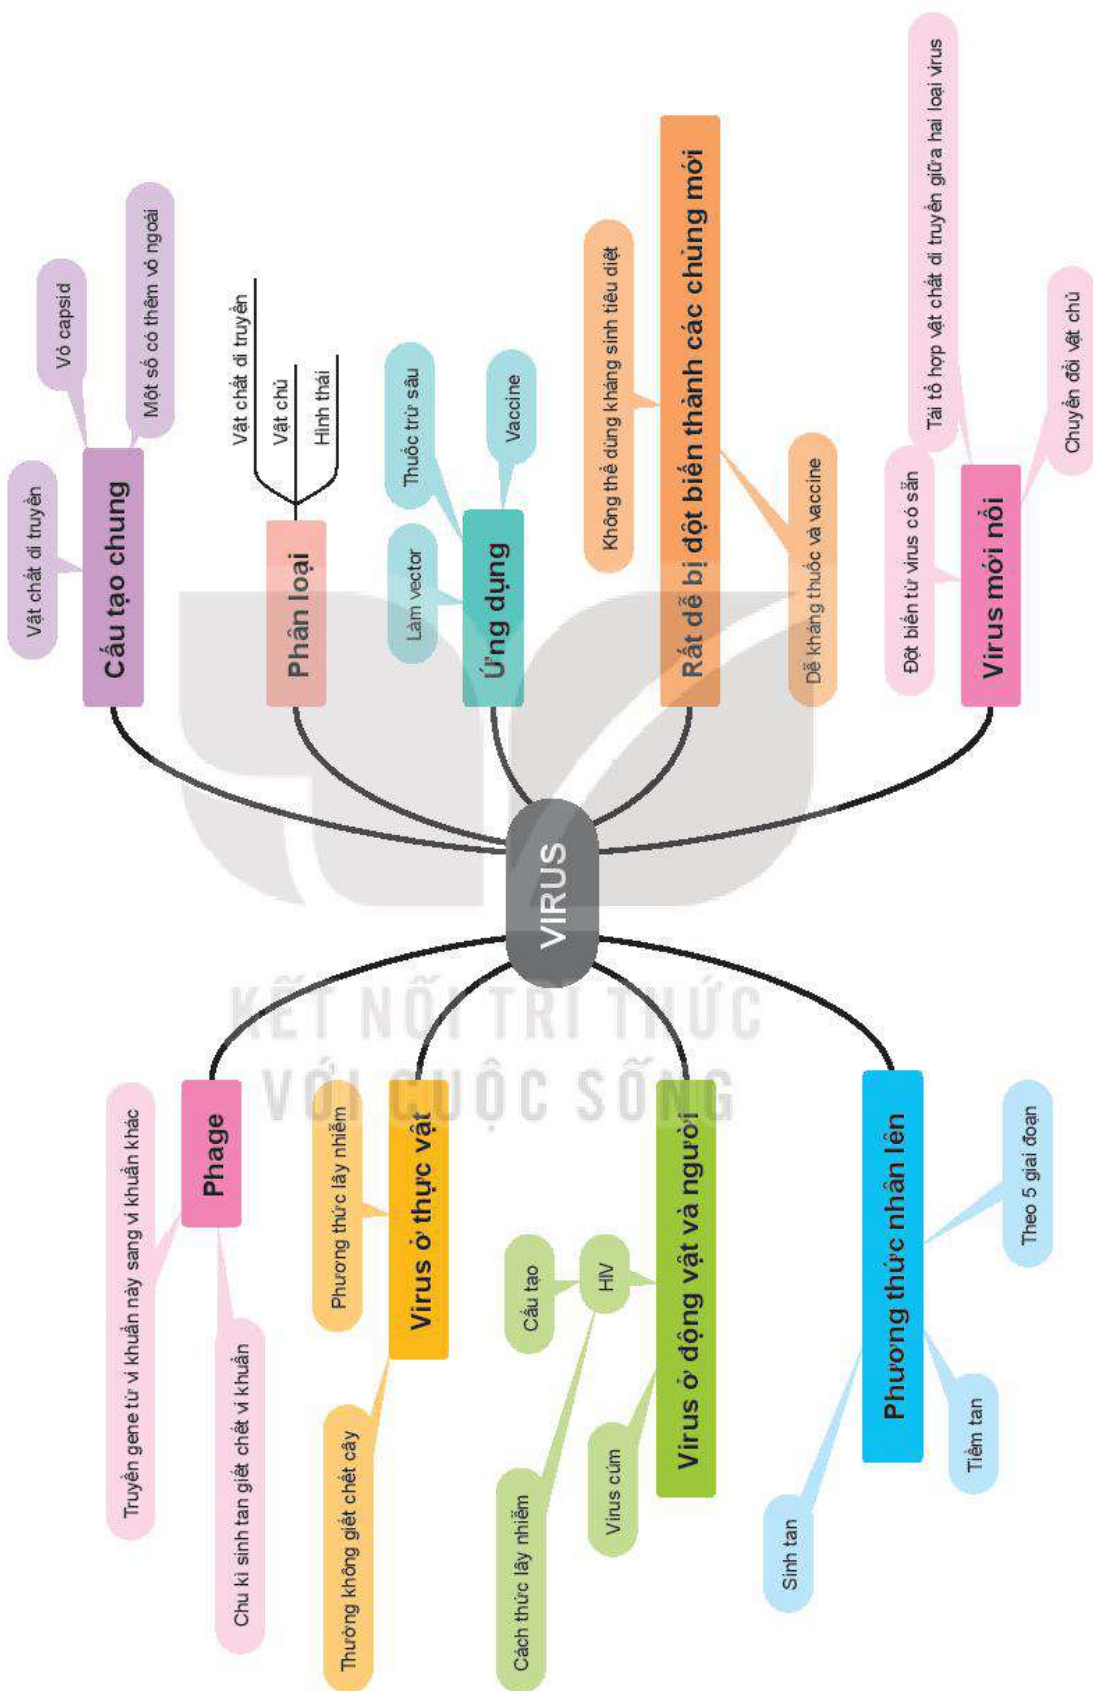 VIRUS
Cấu tạo chung
Vật chất di truyền
Vỏ capsid
Một số có thêm vỏ ngoài
Phân loại
Vật chất di truyền
Vật chủ
Hình thái
Ứng dụng
Làm vector
Thuốc trừ sâu
Vaccine
Rất dễ bị đột biến thành các chủng mới
Không thể dùng kháng sinh tiêu diệt
Dễ kháng thuốc và vaccine
Virus mới nổi
Đột biến từ virus có sẵn
Tái tổ hợp vật chất di truyền giữa hai loại virus
Chuyển đổi vật chủ
Phage
Truyền gene từ vi khuẩn này sang vi khuẩn khác
Chu kì sinh tan giết chết vi khuẩn
Virus ở thực vật
Phương thức lây nhiễm
Thường không giết chết cây
Virus ở động vật và người
HIV
Cấu tạo
Cách thức lây nhiễm
Virus cúm
Phương thức nhân lên
Sinh tan
Tiềm tan
Theo 5 giai đoạn
KẾT NỐI TRI THỨC
VỚI CUỘC SỐNG